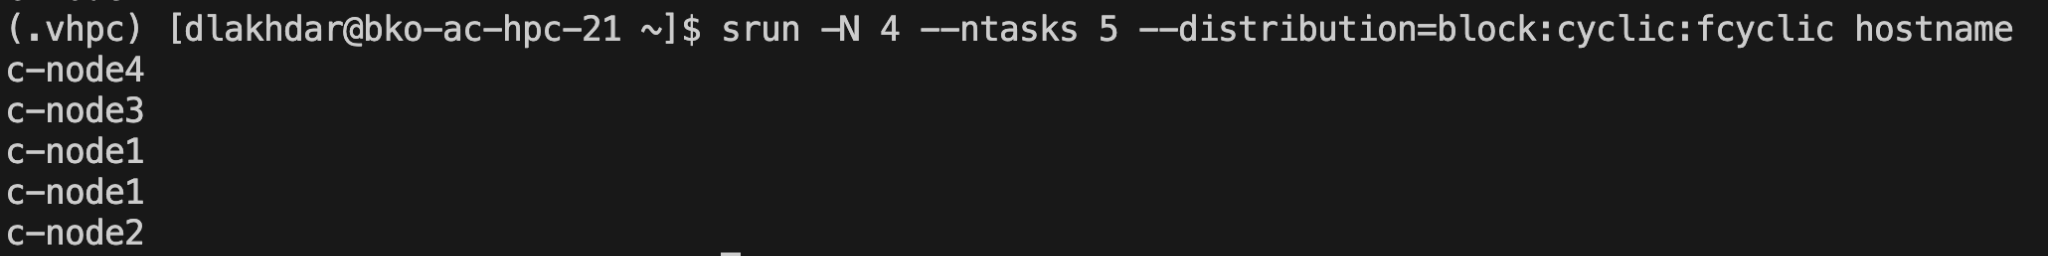 (.vhpc) [dlakhdar@bko-ac-hpc-21 ~]$ srun -N 4 --ntasks 5 --distribution=block:cyclic:fcyclic hostname
c-node4
c-node3
c-node1
c-node1
c-node2